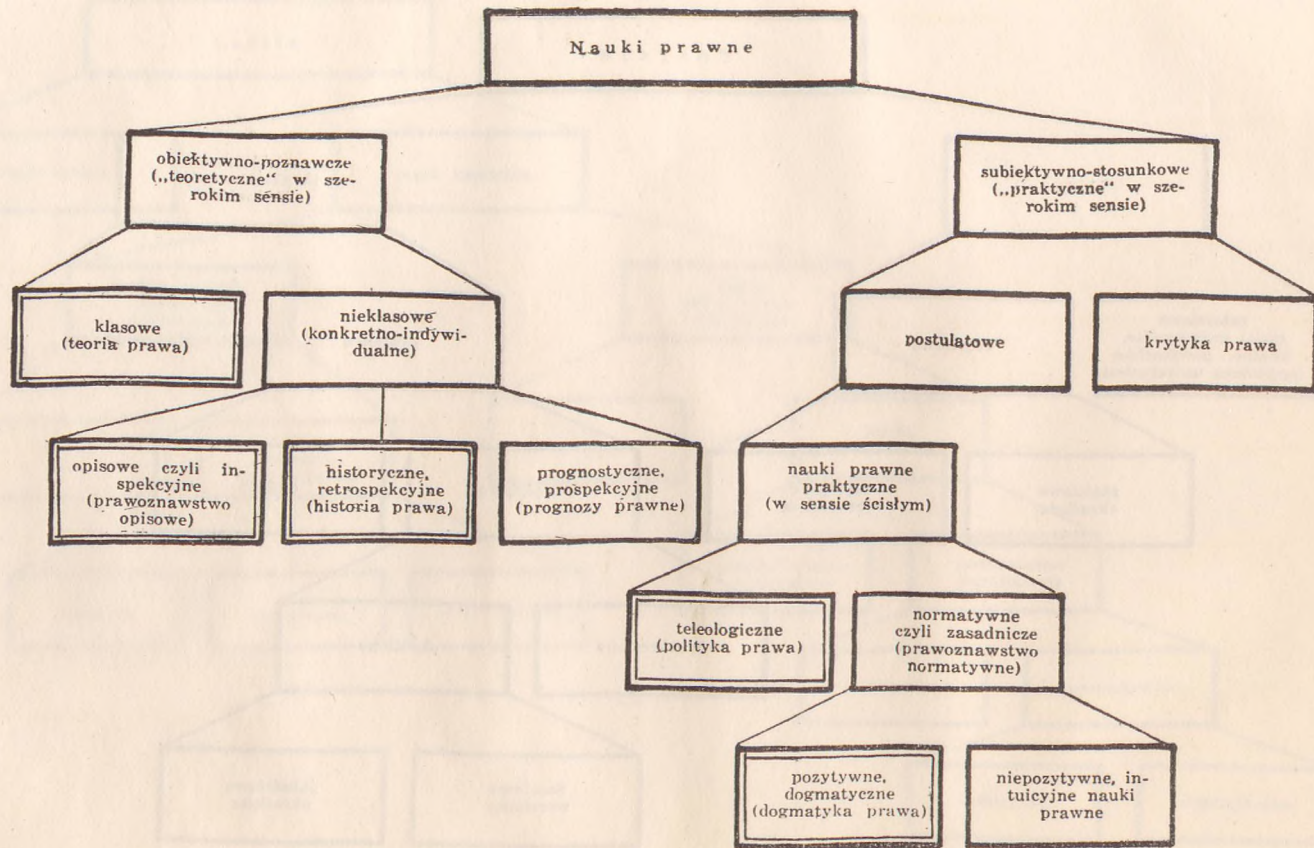 Nauki prawne
obiektywno-poznawcze
(„teoretyczne“ w sze-
rokim sensie)
subiektywno-stosunkowe
(„praktyczne“ w sze-
rokim sensie)
klasowe
(teoria prawa)
nieklasowe
(konkretno-indywi-
dualne)
postulatowe
krytyka prawa
opisowe czyli in-
spekcyjne
(prawoznawstwo
opisowe)
historyczne,
retrospekcyjne
(historia prawa)
prognostyczne,
prospekcyjne
(prognozy prawne)
nauki prawne
praktyczne
(w sensie ścisłym)
teleologiczne
(polityka prawa)
normatywne
czyli zasadnicze
(prawoznawstwo
normatywne)
pozytywne,
dogmatyczne
(dogmatyka prawa)
niepozytywne, in-
tuicyjne nauki
prawne